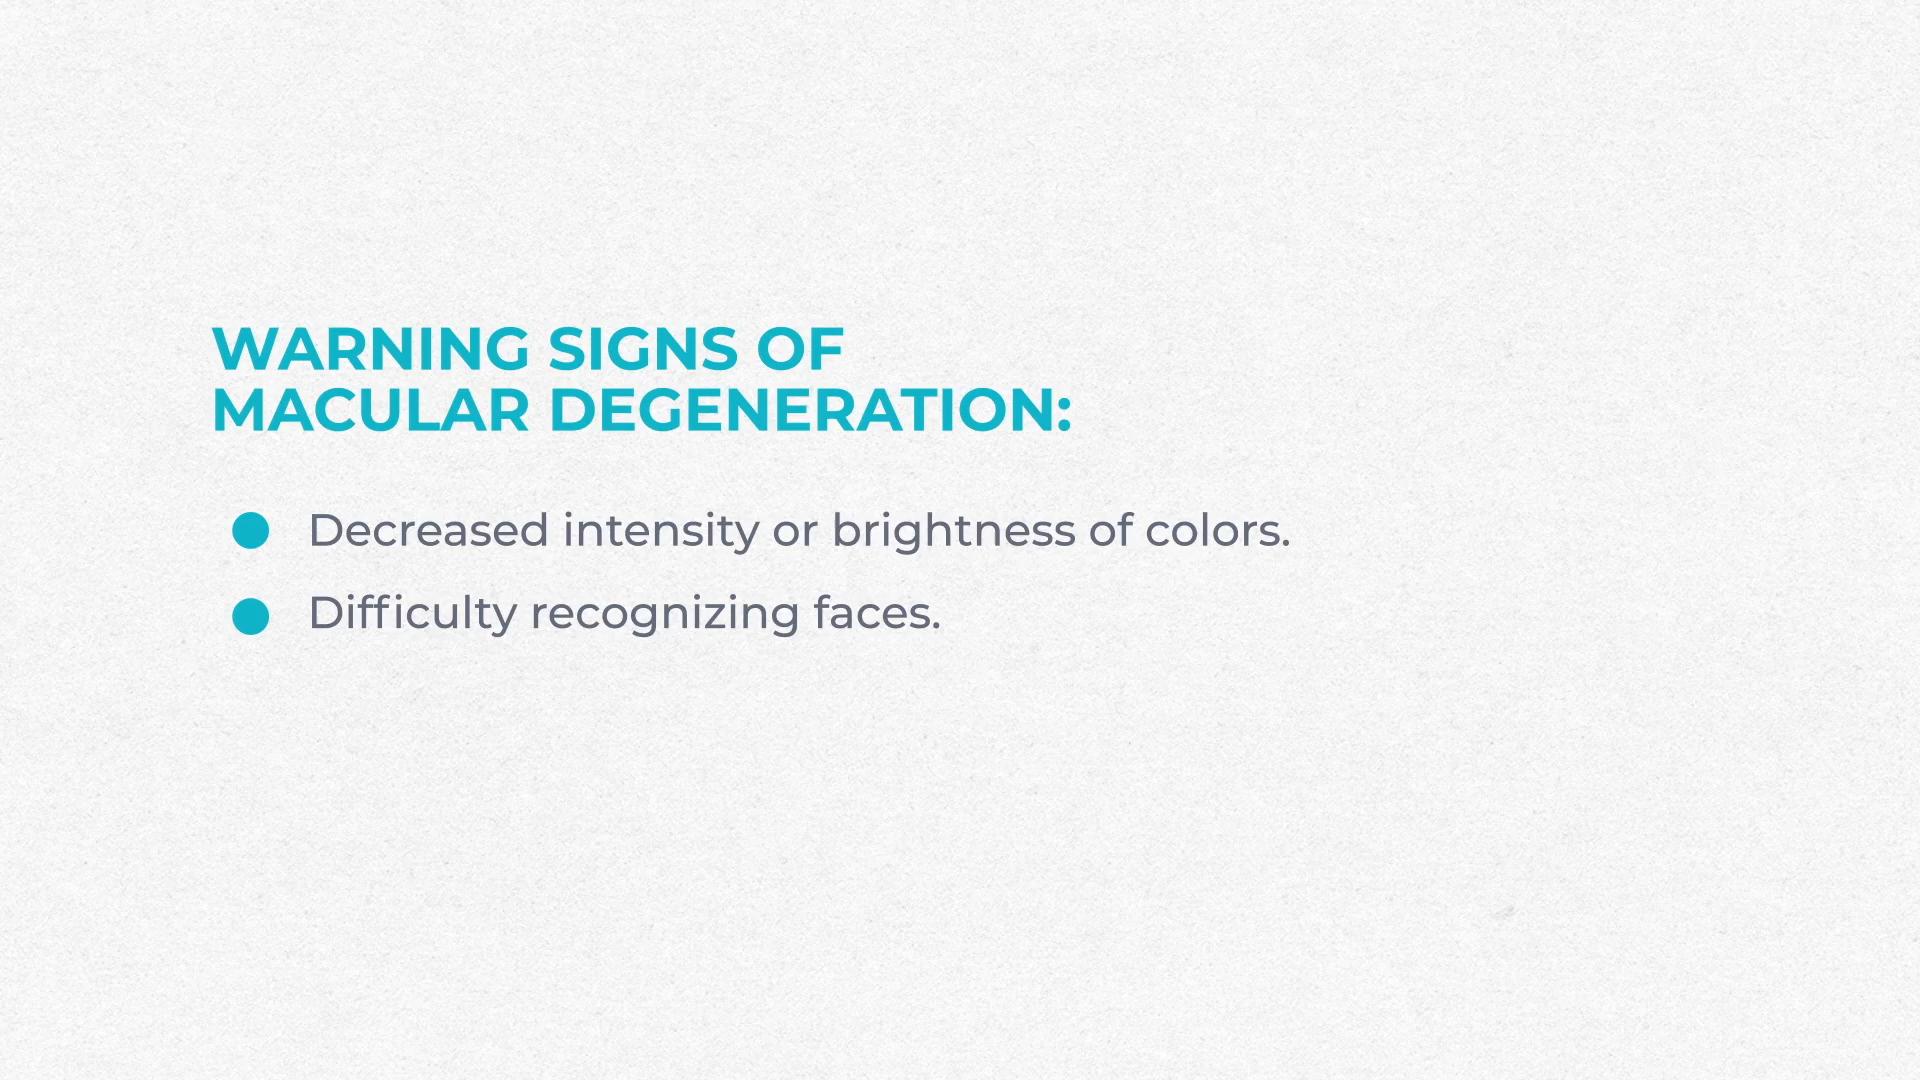 WARNING SIGNS OF
MACULAR DEGENERATION:
Decreased intensity or brightness of colors.
Difficulty recognizing faces.